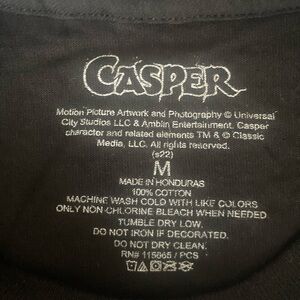 CASPER
Motion Picture Artwork and Photography © Universal
City Studios LLC & Amblin Entertainment. Casper
character and related elements TM & © Classic
Media, LLC. All rights reserved.
(s22)
M
MADE IN HONDURAS
100% COTTON
MACHINE WASH COLD WITH LIKE COLORS
ONLY NON-CHLORINE BLEACH WHEN NEEDED
TUMBLE DRY LOW.
DO NOT IRON IF DECORATED.
DO NOT DRY CLEAN.
RN# 115865 / PCS